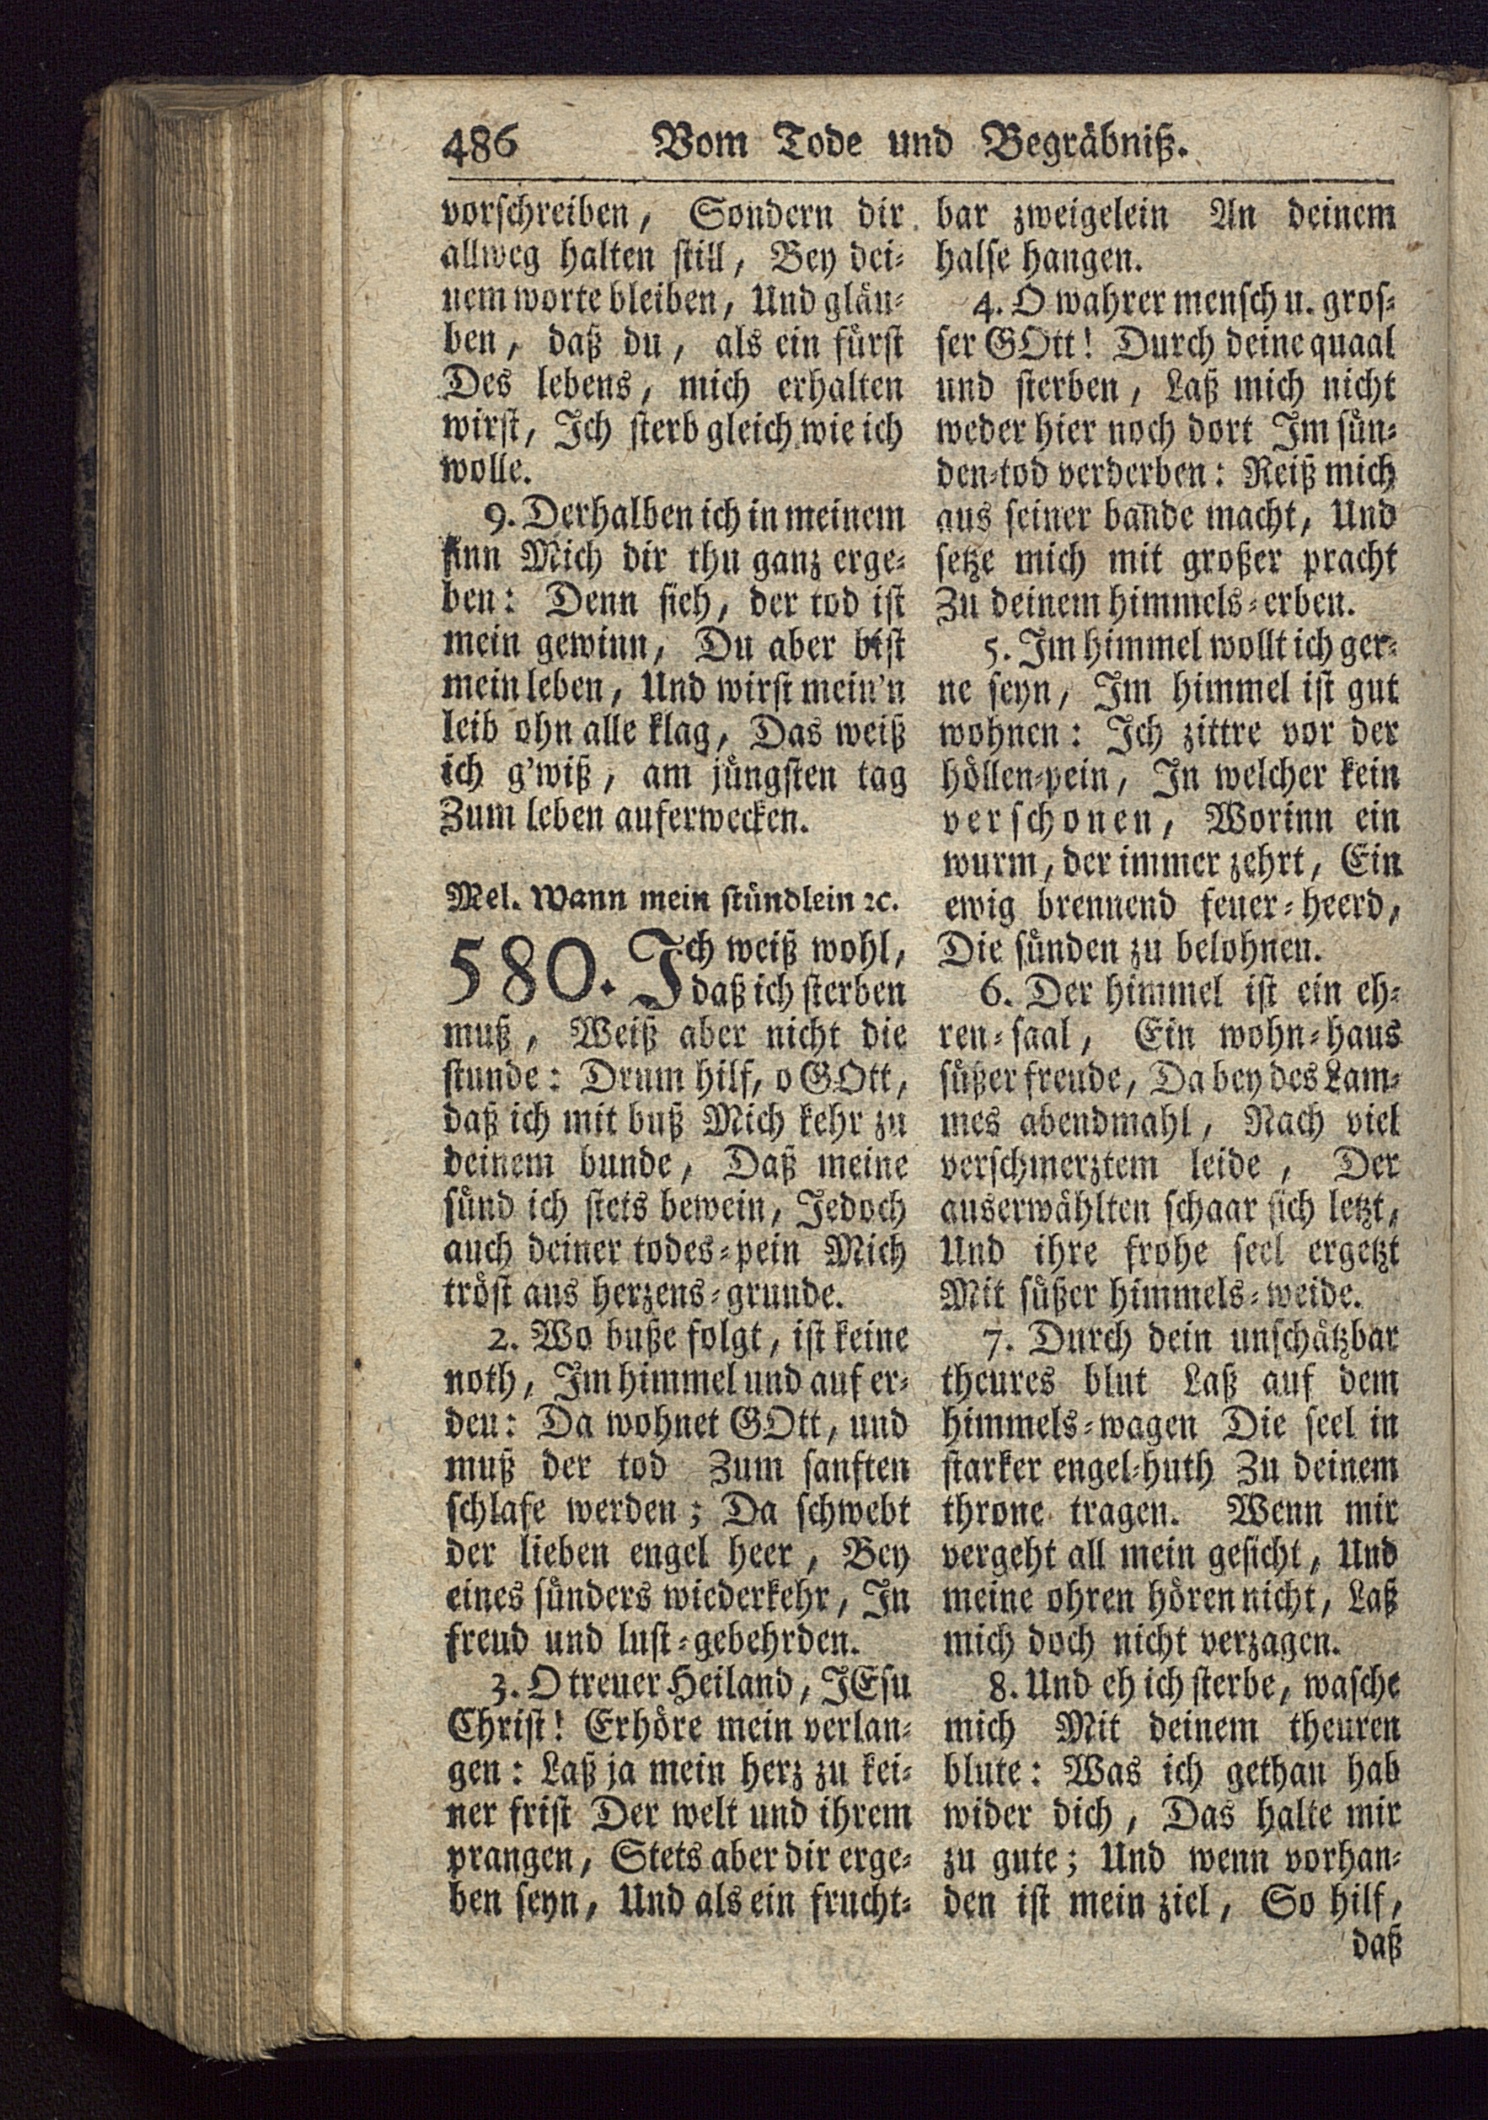 486 Vom Tode und Begräbniß.
vorschreiben, Sondern dir
allweg halten still, Bey dei-
nem worte bleiben, Und gläu-
ben, daß du, als ein fürst
Des lebens, mich erhalten
wirst, Ich sterb gleich wie ich
wolle.
9. Derhalben ich in meinem
sinn Mich dir thu ganz erge-
ben: Denn sieh, der tod ist
mein gewinn, Du aber bist
mein leben, Und wirst mein'n
leib ohn alle klag, Das weiß
ich g'wiß, am jüngsten tag
Zum leben auferwecken.
Mel. Wann mein stündlein ꝛc.
580. Ich weiß wohl,
daß ich sterben
muß, Weiß aber nicht die
stunde: Drum hilf, o GOtt,
daß ich mit buß Mich kehr zu
deinem bunde, Daß meine
sünd ich stets bewein, Jedoch
auch deiner todes-pein Mich
tröst aus herzens-grunde.
2. Wo buße folgt, ist keine
noth, Im himmel und auf er-
den: Da wohnet GOtt, und
muß der tod Zum sanften
schlafe werden; Da schwebt
der lieben engel heer, Bey
eines sünders wiederkehr, In
freud und lust-gebehrden.
3. O treuer Heiland, JEsu
Christ! Erhöre mein verlan-
gen: Laß ja mein herz zu kei-
ner frist Der welt und ihrem
prangen, Stets aber dir erge-
ben seyn, Und als ein frucht-
bar zweigelein An deinem
halse hangen.
4. O wahrer mensch u. gros-
ser GOtt! Durch deine quaal
und sterben, Laß mich nicht
weder hier noch dort Im sün-
den-tod verderben: Reiß mich
aus seiner bañde macht, Und
setze mich mit großer pracht
Zu deinem himmels-erben.
5. Im himmel wollt ich ger-
ne seyn, Im himmel ist gut
wohnen: Ich zittre vor der
höllen-pein, In welcher kein
verschonen, Worinn ein
wurm, der immer zehrt, Ein
ewig brennend feuer-heerd,
Die sünden zu belohnen.
6. Der himmel ist ein eh-
ren-saal, Ein wohn-haus
süßer freude, Da bey des Lam-
mes abendmahl, Nach viel
verschmerztem leide, Der
auserwählten schaar sich letzt,
Und ihre frohe seel ergetzt
Mit süßer himmels-weide.
7. Durch dein unschätzbar
theures blut Laß auf dem
himmels-wagen Die seel in
starker engel-huth Zu deinem
throne tragen. Wenn mir
vergeht all mein gesicht, Und
meine ohren hören nicht, Laß
mich doch nicht verzagen.
8. Und eh ich sterbe, wasche
mich Mit deinem theuren
blute: Was ich gethan hab
wider dich, Das halte mir
zu gute; Und wenn vorhan-
den ist mein ziel, So hilf,
daß